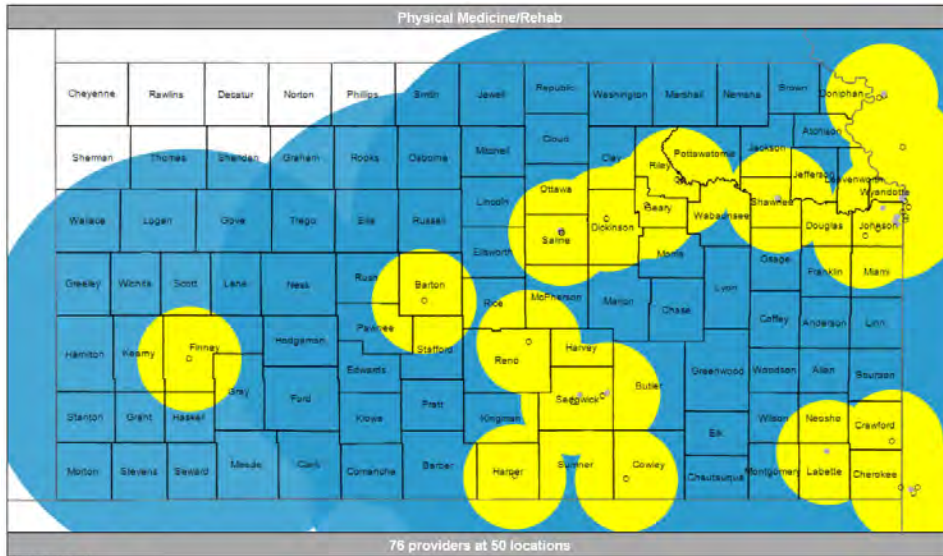 Physical Medicine/Rehab
Cheyenne Rawlins Decatur Norton Phillips Smith Jewell Republic Washington Marshall Nemaha Brown Doniphan
Atchison
Cloud
Sherman Thomas Sheridan Graham Rooks Osborne Mitchell Clay Riley Pottawatomie Jackson
Jefferson Leavenworth
Ottawa Wyandotte
Lincoln Geary Wabaunsee Shawnee
Wallace Logan Gove Trego Ellis Russell Saline Dickinson Douglas Johnson
Ellsworth Morris
Osage
Rush Franklin Miami
Greeley Wichita Scott Lane Ness Barton Lyon
Rice McPherson Marion Chase
Pawnee Coffey Anderson Linn
Hamilton Kearny Finney Hodgeman Stafford Reno Harvey
Edwards
Gray Greenwood Woodson Allen Bourbon
Ford Pratt Sedgwick Butler
Stanton Grant Haskell Kiowa Kingman Wilson Neosho
Elk Crawford
Morton Stevens Seward Meade Clark Comanche Barber Harper Sumner Cowley Chautauqua Montgomery Labette Cherokee
76 providers at 50 locations